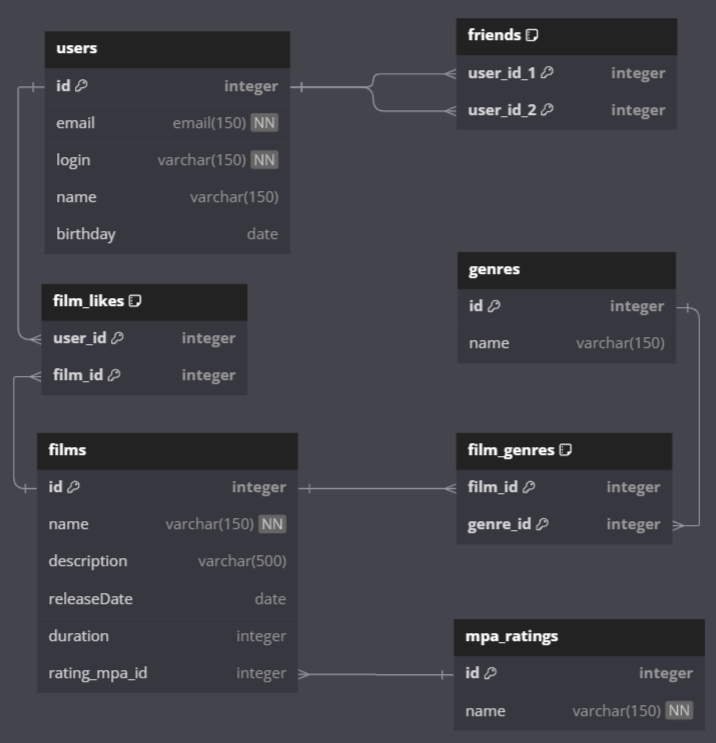 users
id integer
email email(150) NN
login varchar(150) NN
name varchar(150)
birthday date
friends
user_id_1 integer
user_id_2 integer
film_likes
user_id integer
film_id integer
genres
id integer
name varchar(150)
films
id integer
name varchar(150) NN
description varchar(500)
releaseDate date
duration integer
rating_mpa_id integer
film_genres
film_id integer
genre_id integer
mpa_ratings
id integer
name varchar(150) NN